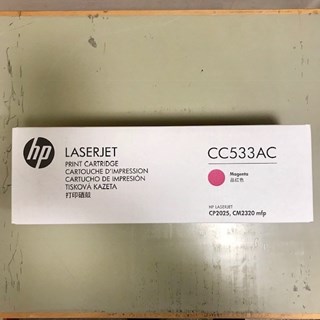 hp
LASERJET
PRINT CARTRIDGE
CARTOUCHE D'IMPRESSION
CARTUCHO DE IMPRESIÓN
TISKOVÁ KAZETA
打印硒鼓
CC533AC
Magenta
品红色
HP LASERJET
CP2025, CM2320 mfp